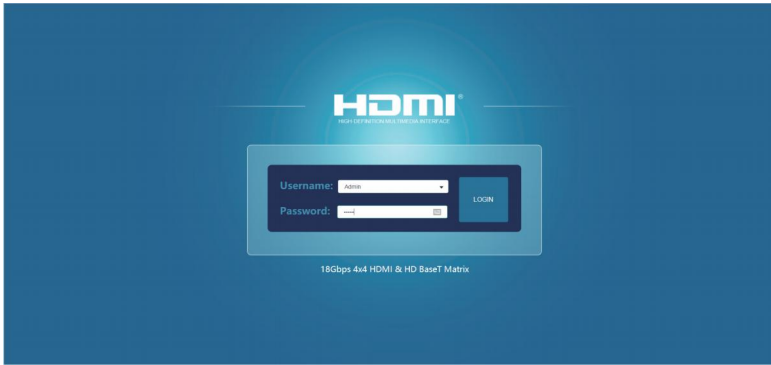 HDMI®
HIGH DEFINITION MULTIMEDIA INTERFACE
Username: Admin
LOGIN
Password: •••••
18Gbps 4x4 HDMI & HD BaseT Matrix